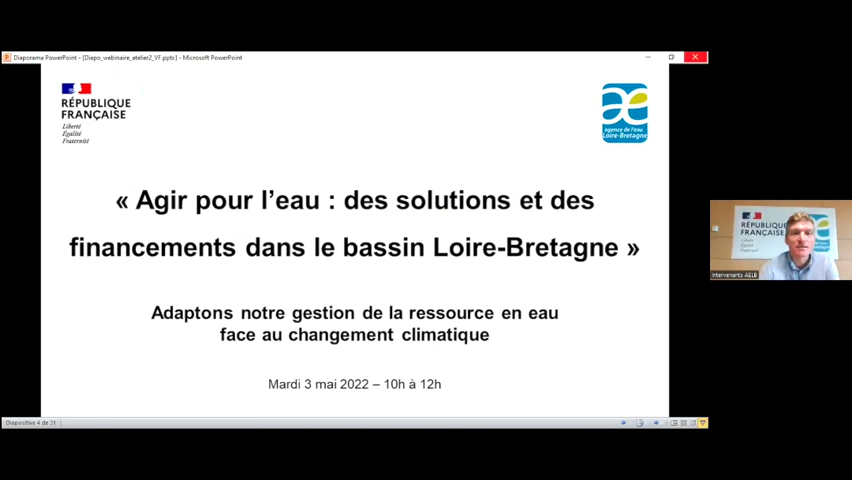 Diaporama PowerPoint - [Diapo_webinaire_atelier2_VF.pptx] - Microsoft PowerPoint
RÉPUBLIQUE
FRANÇAISE
Liberté
Égalité
Fraternité
agence de l'eau
Loire-Bretagne
« Agir pour l'eau : des solutions et des
financements dans le bassin Loire-Bretagne »
Adaptons notre gestion de la ressource en eau
face au changement climatique
Mardi 3 mai 2022 – 10h à 12h
RÉPUBLIQUE
FRANÇAISE
Intervenants AELB
Diapositive 4 de 31